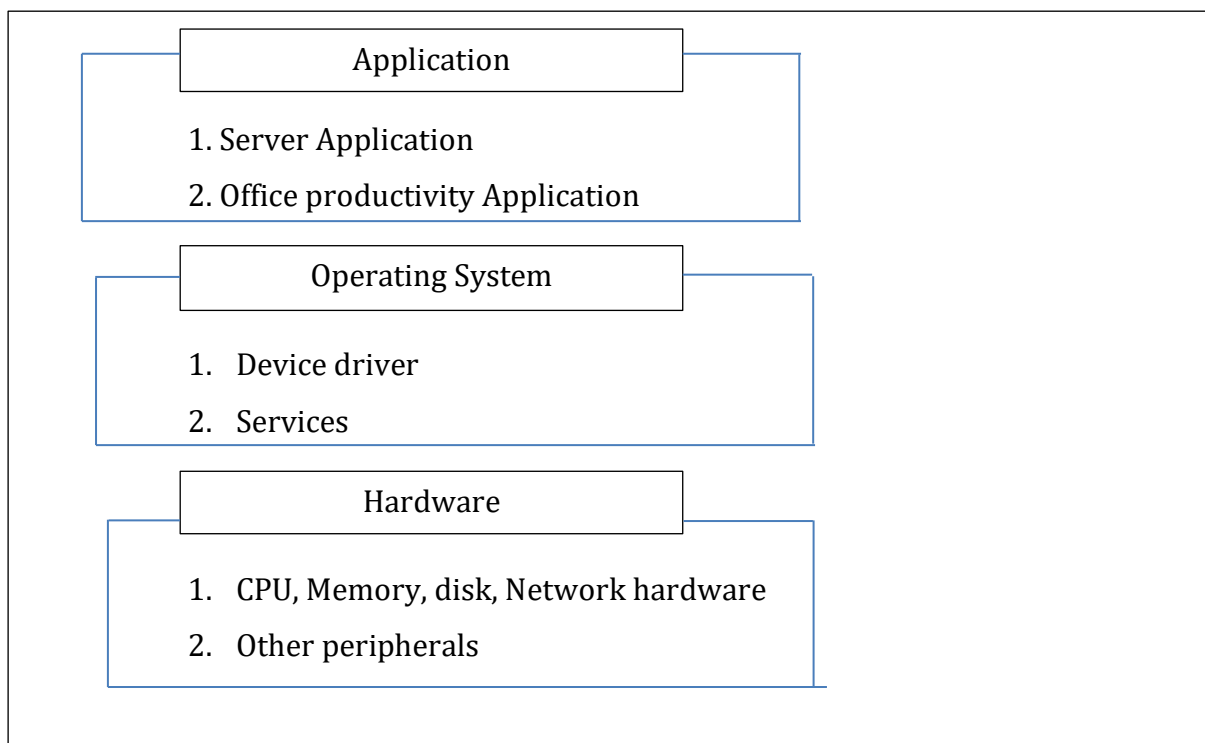 Application
1. Server Application
2. Office productivity Application
Operating System
1. Device driver
2. Services
Hardware
1. CPU, Memory, disk, Network hardware
2. Other peripherals